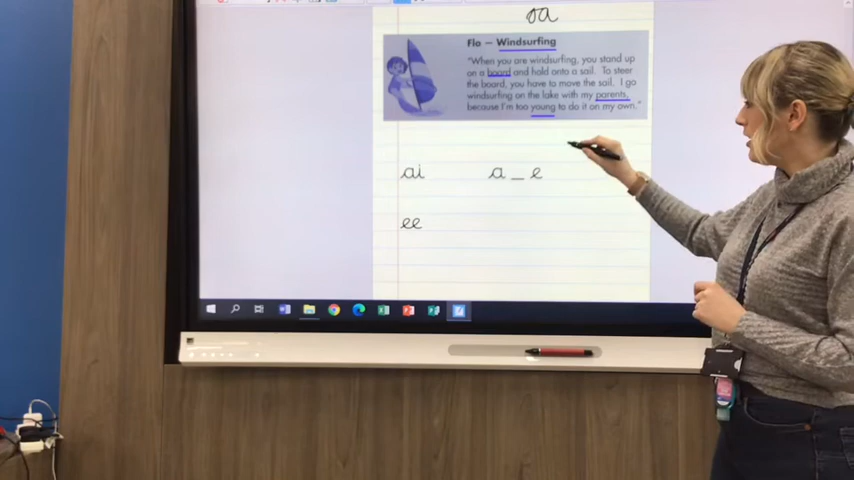 oa
Flo – Windsurfing
"When you are windsurfing, you stand up
on a board and hold onto a sail. To steer
the board, you have to move the sail. I go
windsurfing on the lake with my parents,
because I'm too young to do it on my own."
ai a_e
ee